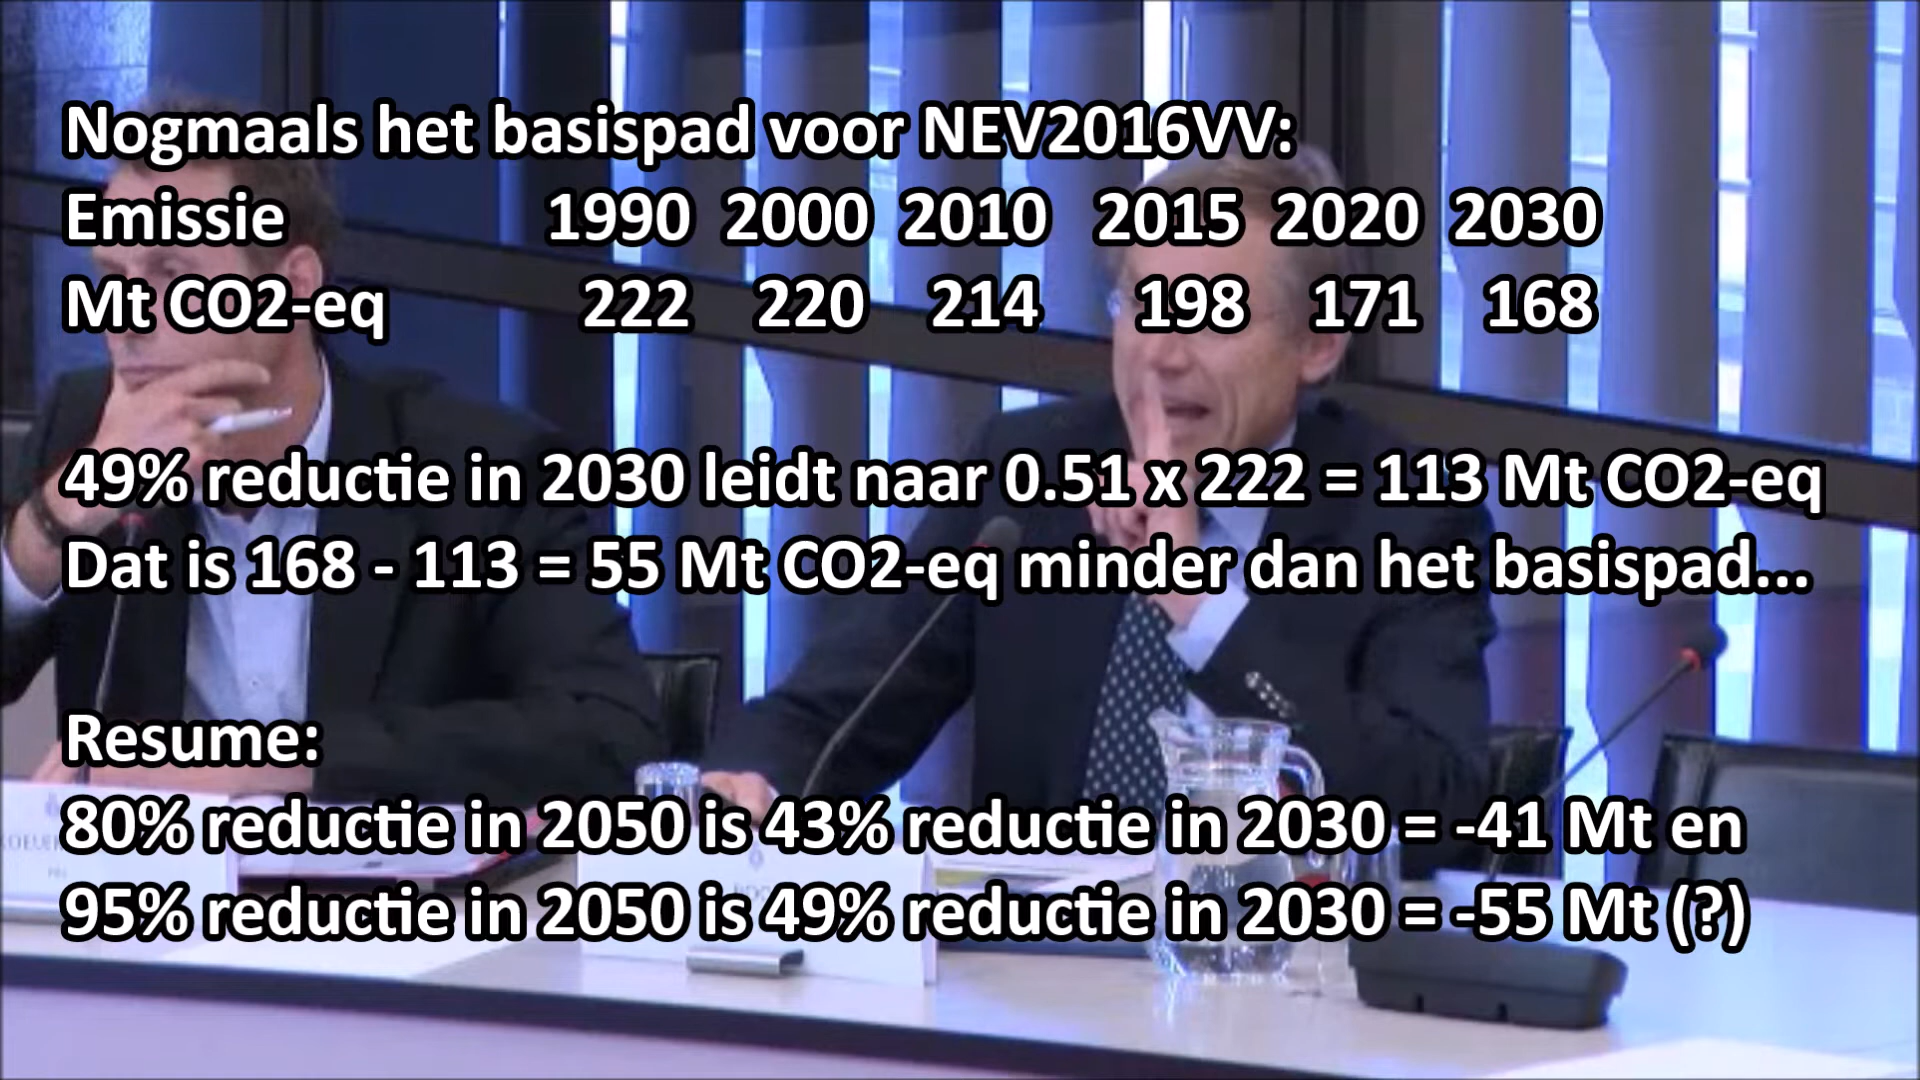 Nogmaals het basispad voor NEV2016VV:
Emissie 1990 2000 2010 2015 2020 2030
Mt CO2-eq 222 220 214 198 171 168
49% reductie in 2030 leidt naar 0.51 x 222 = 113 Mt CO2-eq
Dat is 168 - 113 = 55 Mt CO2-eq minder dan het basispad...
Resume:
80% reductie in 2050 is 43% reductie in 2030 = -41 Mt en
95% reductie in 2050 is 49% reductie in 2030 = -55 Mt (?)